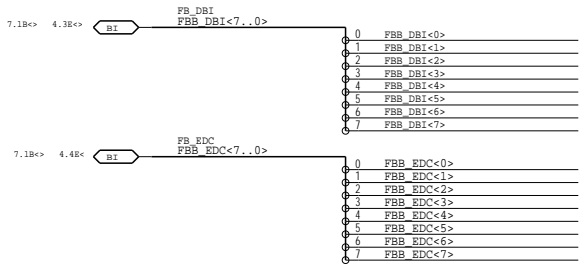 FB_DBI
7.1B<> 4.3E<> BI FBB_DBI<7..0>
0 FBB_DBI<0>
1 FBB_DBI<1>
2 FBB_DBI<2>
3 FBB_DBI<3>
4 FBB_DBI<4>
5 FBB_DBI<5>
6 FBB_DBI<6>
7 FBB_DBI<7>
FB_EDC
7.1B<> 4.4E< BI FBB_EDC<7..0>
0 FBB_EDC<0>
1 FBB_EDC<1>
2 FBB_EDC<2>
3 FBB_EDC<3>
4 FBB_EDC<4>
5 FBB_EDC<5>
6 FBB_EDC<6>
7 FBB_EDC<7>